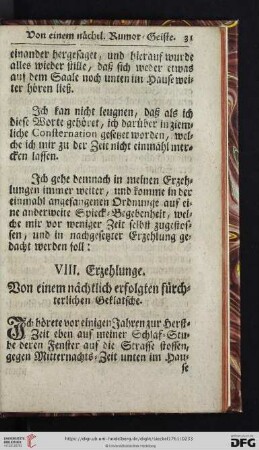 Von einem nächtl. Rumor-Geiste. 31
einander hergesaget, und hierauf wurde
alles wieder stille, daß sich weder etwas
auf dem Saale noch unten im Hause wei-
ter hören ließ.
Ich kan nicht leugnen, daß als ich
diese Worte gehöret, ich darüber in ziem-
liche Consternation gesetzet worden, wel-
che ich mir zu der Zeit nicht einmahl mer-
cken lassen.
Ich gehe demnach in meinen Erzeh-
lungen immer weiter, und komme in der
einmahl angefangenen Ordnunge auf ei-
ne anderweite Spieck-Begebenheit, wel-
che mir vor weniger Zeit selbst zugestos-
sen, und in nachgesetzter Erzehlung ge-
dacht werden soll:
VIII. Erzehlunge.
Von einem nächtlich erfolgten fürch-
terlichen Geklatsche.
Ich hörete vor einigen Jahren zur Herst-
Zeit eben auf meiner Schlaf-Stu-
be deren Fenster auf die Strasse stossen,
gegen Mitternachts-Zeit unten im Hau-
se
https://digi.ub.uni-heidelberg.de/diglit/
© Universitätsbibliothek Heidelberg
gefördert durch die
DFG